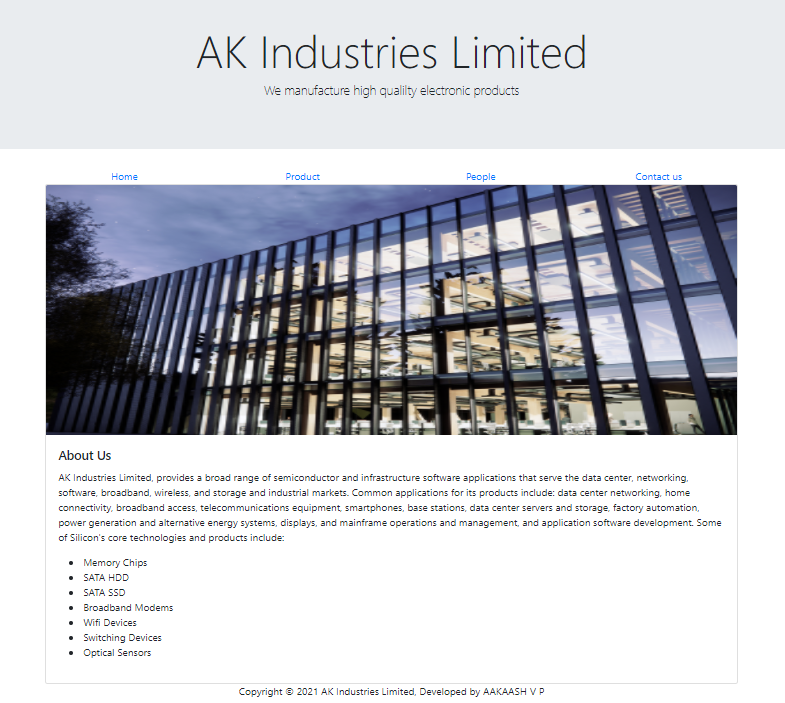 AK Industries Limited
We manufacture high qualilty electronic products
Home Product People Contact us
About Us
AK Industries Limited, provides a broad range of semiconductor and infrastructure software applications that serve the data center, networking,
software, broadband, wireless, and storage and industrial markets. Common applications for its products include: data center networking, home
connectivity, broadband access, telecommunications equipment, smartphones, base stations, data center servers and storage, factory automation,
power generation and alternative energy systems, displays, and mainframe operations and management, and application software development. Some
of Silicon's core technologies and products include:
• Memory Chips
• SATA HDD
• SATA SSD
• Broadband Modems
• Wifi Devices
• Switching Devices
• Optical Sensors
Copyright © 2021 AK Industries Limited, Developed by AAKAASH V P